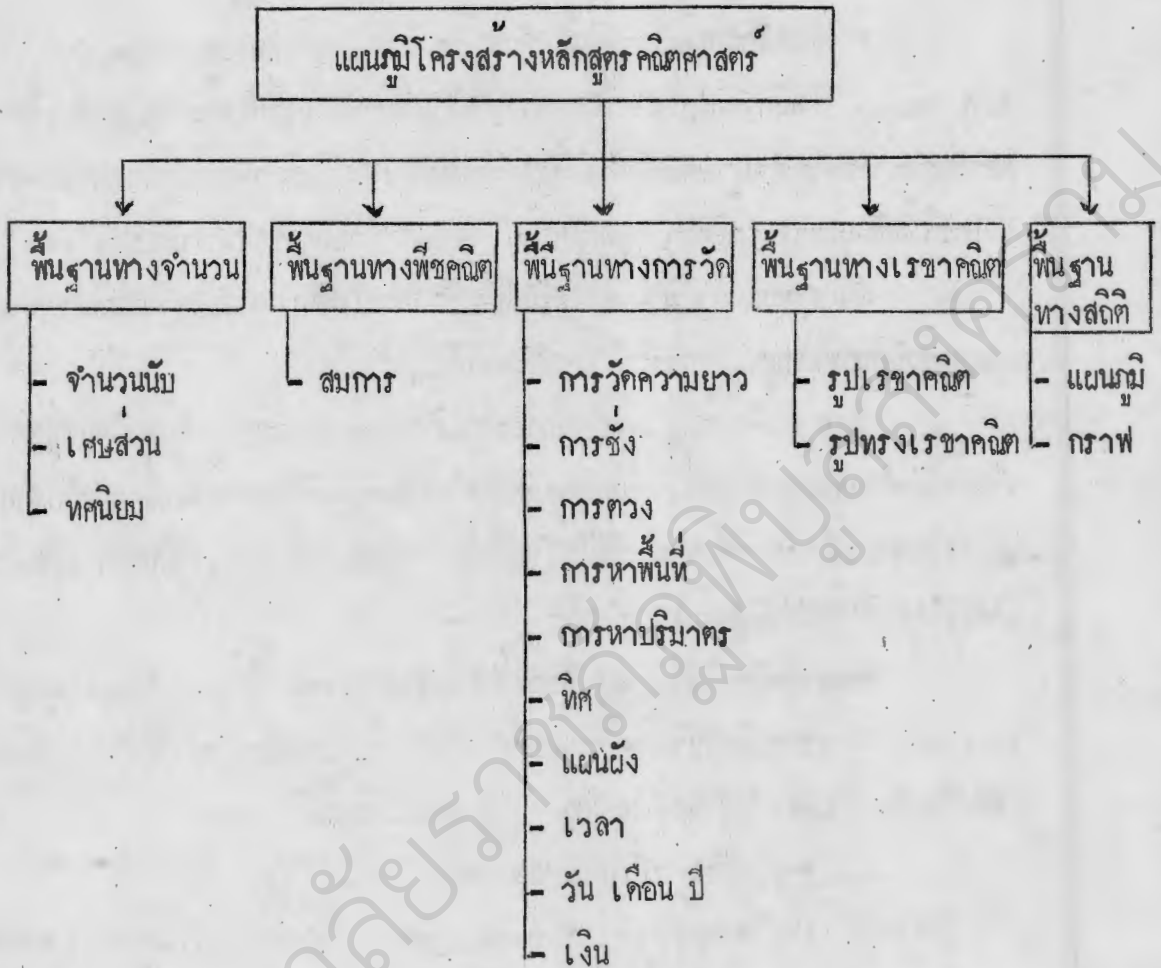 แผนภูมิโครงสร้างหลักสูตรคณิตศาสตร์
พื้นฐานทางจำนวน
- จำนวนนับ
- เศษส่วน
- ทศนิยม
พื้นฐานทางพีชคณิต
- สมการ
พื้นฐานทางการวัด
- การวัดความยาว
- การชั่ง
- การตวง
- การหาพื้นที่
- การหาปริมาตร
- ทิศ
- แผนผัง
- เวลา
- วัน เดือน ปี
- เงิน
พื้นฐานทางเรขาคณิต
- รูปเรขาคณิต
- รูปทรงเรขาคณิต
พื้นฐาน
ทางสถิติ
- แผนภูมิ
- กราฟ